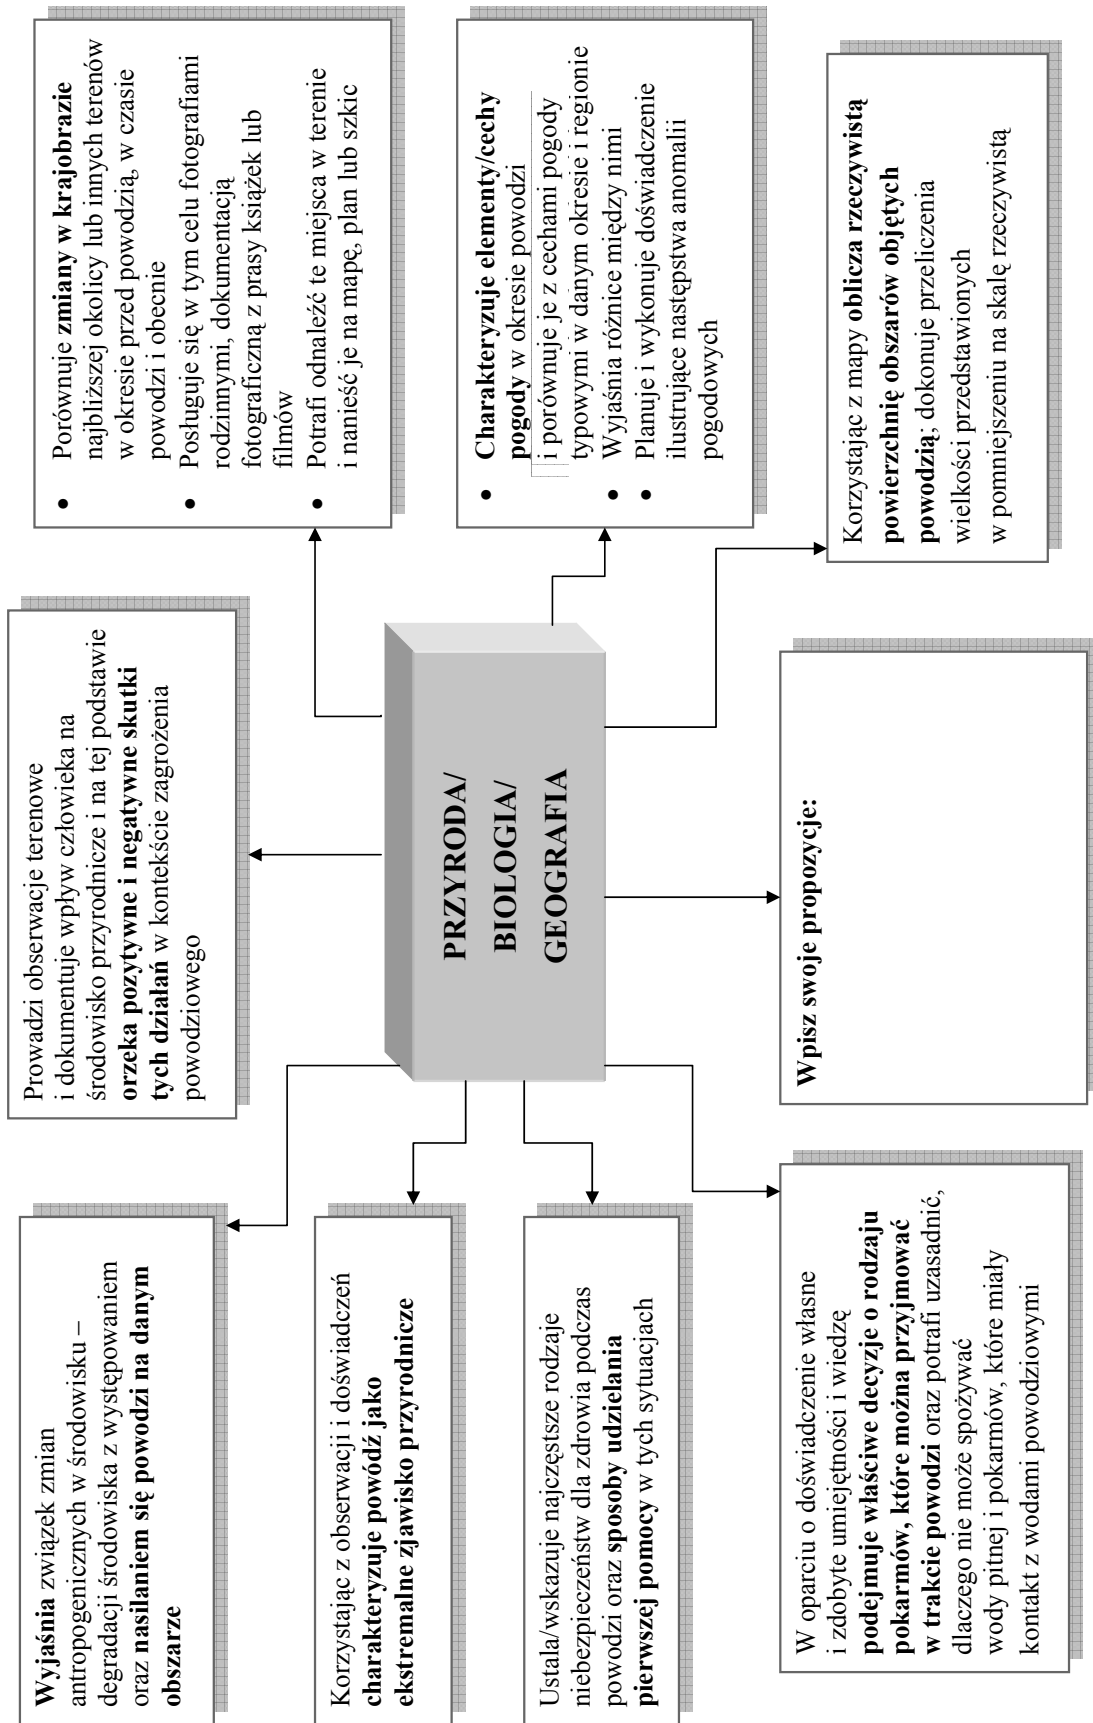 Wyjaśnia związek zmian
antropogenicznych w środowisku –
degradacji środowiska z występowaniem
oraz nasilaniem się powodzi na danym
obszarze
Prowadzi obserwacje terenowe
i dokumentuje wpływ człowieka na
środowisko przyrodnicze i na tej podstawie
orzeka pozytywne i negatywne skutki
tych działań w kontekście zagrożenia
powodziowego
• Porównuje zmiany w krajobrazie
najbliższej okolicy lub innych terenów
w okresie przed powodzią, w czasie
powodzi i obecnie
• Posługuje się w tym celu fotografiami
rodzinnymi, dokumentacją
fotograficzną z prasy książek lub
filmów
• Potrafi odnaleźć te miejsca w terenie
i nanieść je na mapę, plan lub szkic
Korzystając z obserwacji i doświadczeń
charakteryzuje powódź jako
ekstremalne zjawisko przyrodnicze
PRZYRODA/
BIOLOGIA/
GEOGRAFIA
• Charakteryzuje elementy/cechy
pogody w okresie powodzi
i porównuje je z cechami pogody
typowymi w danym okresie i regionie
• Wyjaśnia różnice między nimi
• Planuje i wykonuje doświadczenie
ilustrujące następstwa anomalii
pogodowych
Ustala/wskazuje najczęstsze rodzaje
niebezpieczeństw dla zdrowia podczas
powodzi oraz sposoby udzielania
pierwszej pomocy w tych sytuacjach
W oparciu o doświadczenie własne
i zdobyte umiejętności i wiedzę
podejmuje właściwe decyzje o rodzaju
pokarmów, które można przyjmować
w trakcie powodzi oraz potrafi uzasadnić,
dlaczego nie może spożywać
wody pitnej i pokarmów, które miały
kontakt z wodami powodziowymi
Wpisz swoje propozycje:
Korzystając z mapy oblicza rzeczywistą
powierzchnię obszarów objętych
powodzią; dokonuje przeliczenia
wielkości przedstawionych
w pomniejszeniu na skalę rzeczywistą